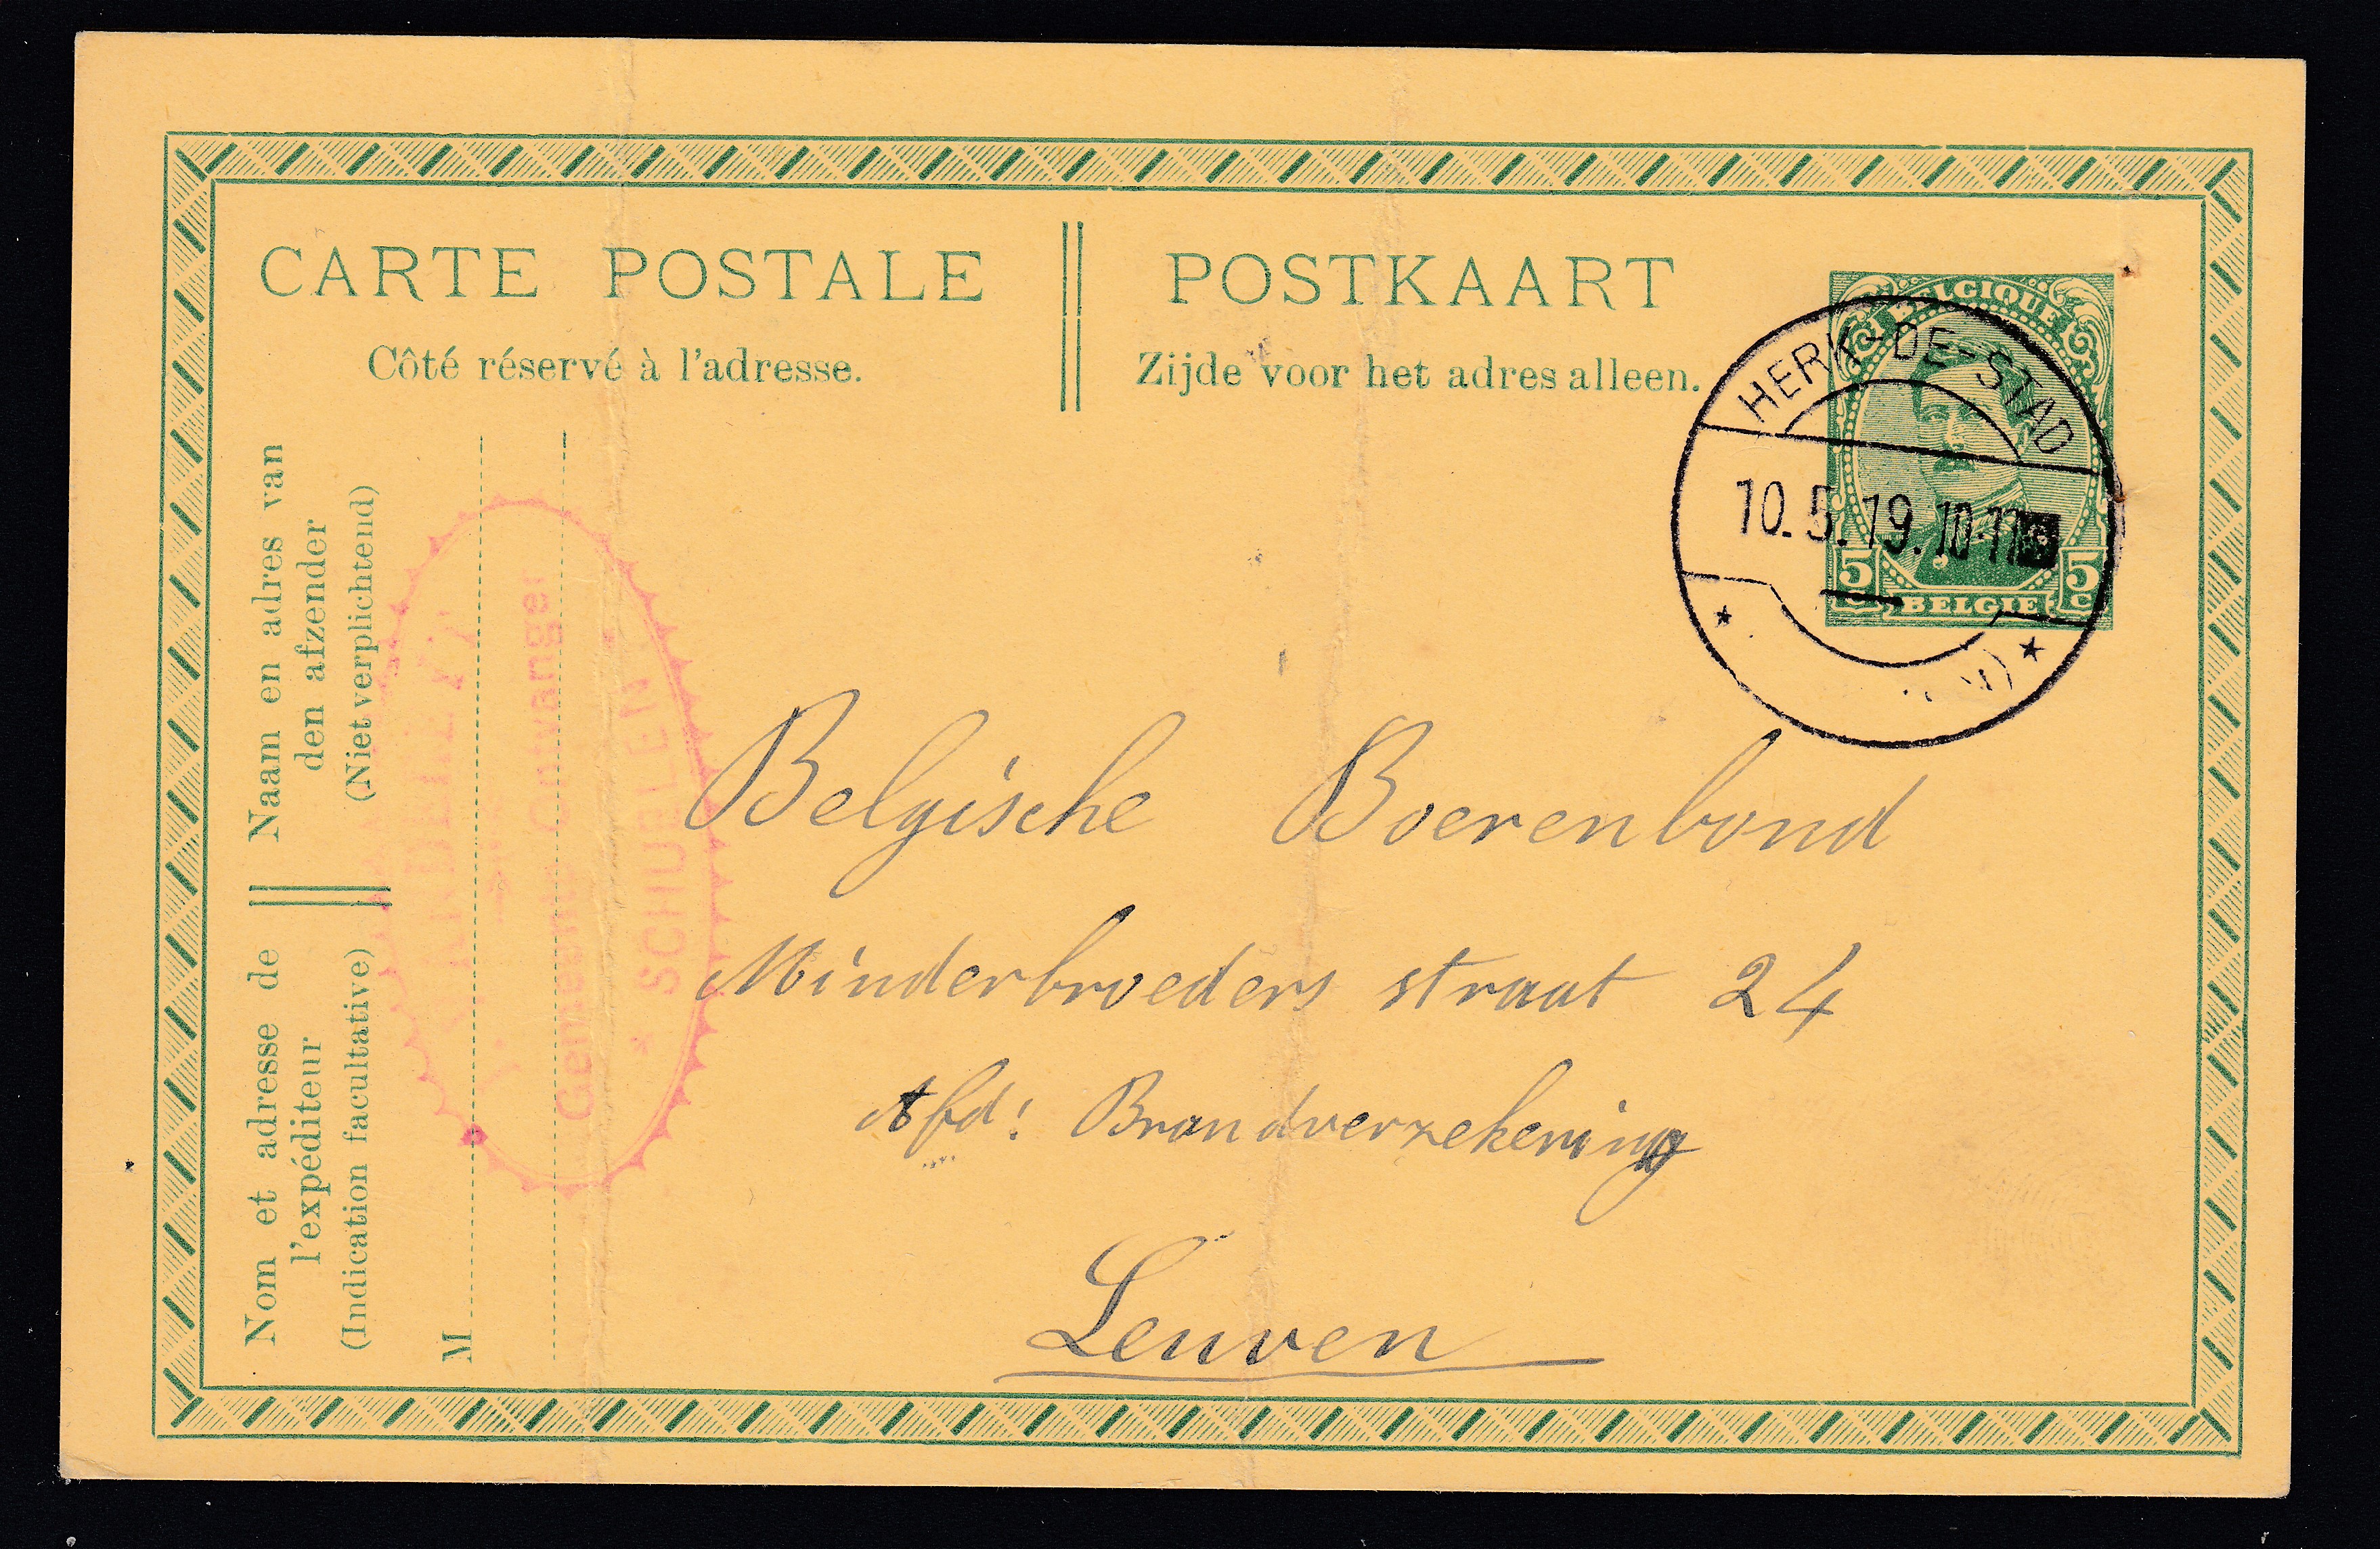 CARTE POSTALE
Côté réservé à l'adresse.
POSTKAART
Zijde voor het adres alleen.
BELGIQUE
5 C
5 C
BELGIE
HERK-DE-STAD
10.5.19.10-11
Naam en adres van
den afzender
(Niet verplichtend)
Nom et adresse de
l'expéditeur
(Indication facultative)
M
Gemeente Ontvanger
* SCHUELEN
Belgische Boerenbond
Minderbroeders straat 24
Afd: Brandverzekering
Leuven